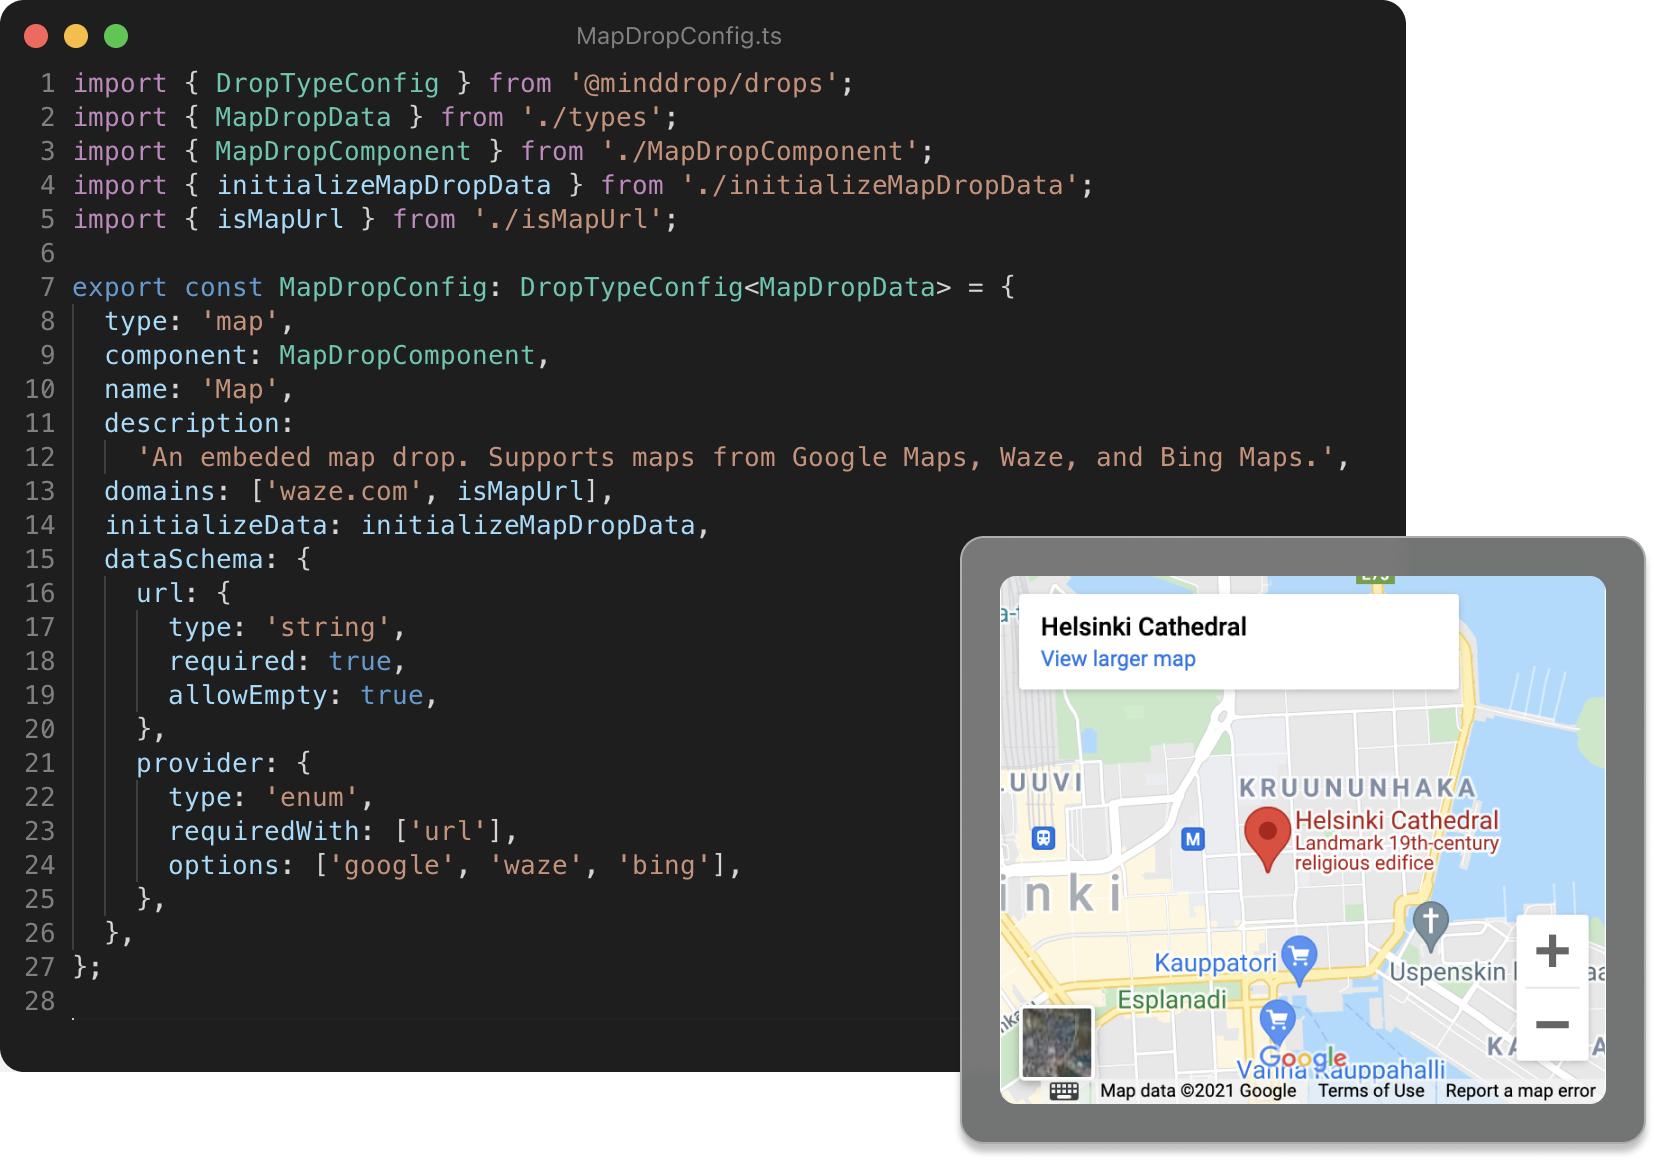 MapDropConfig.ts
1 import { DropTypeConfig } from '@minddrop/drops';
2 import { MapDropData } from './types';
3 import { MapDropComponent } from './MapDropComponent';
4 import { initializeMapDropData } from './initializeMapDropData';
5 import { isMapUrl } from './isMapUrl';
6
7 export const MapDropConfig: DropTypeConfig<MapDropData> = {
8   type: 'map',
9   component: MapDropComponent,
10   name: 'Map',
11   description:
12     'An embeded map drop. Supports maps from Google Maps, Waze, and Bing Maps.',
13   domains: ['waze.com', isMapUrl],
14   initializeData: initializeMapDropData,
15   dataSchema: {
16     url: {
17       type: 'string',
18       required: true,
19       allowEmpty: true,
20     },
21     provider: {
22       type: 'enum',
23       requiredWith: ['url'],
24       options: ['google', 'waze', 'bing'],
25     },
26   },
27 };
28
Helsinki Cathedral
View larger map
LUUVI
KRUUNUNHAKA
M
Helsinki Cathedral
Landmark 19th-century
religious edifice
inki
Kauppatori
Uspenskin
Esplanadi
Google
Vanha Kauppahalli
Map data ©2021 Google
Terms of Use
Report a map error